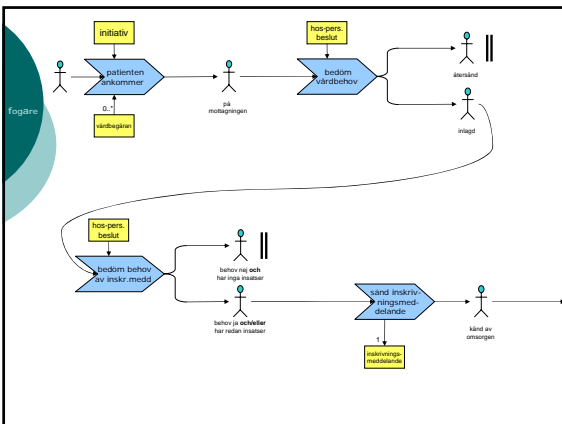 fogare
initiativ
patienten
ankommer
0..*
vårdbegäran
på
mottagningen
hos-pers.
beslut
bedöm
vårdbehov
återsänd
inlagd
hos-pers.
beslut
bedöm behov
av inskr.medd
behov nej och
har inga insatser
behov ja och/eller
har redan insatser
sänd inskriv-
ningsmed-
delande
1
inskrivnings-
meddelande
känd av
omsorgen